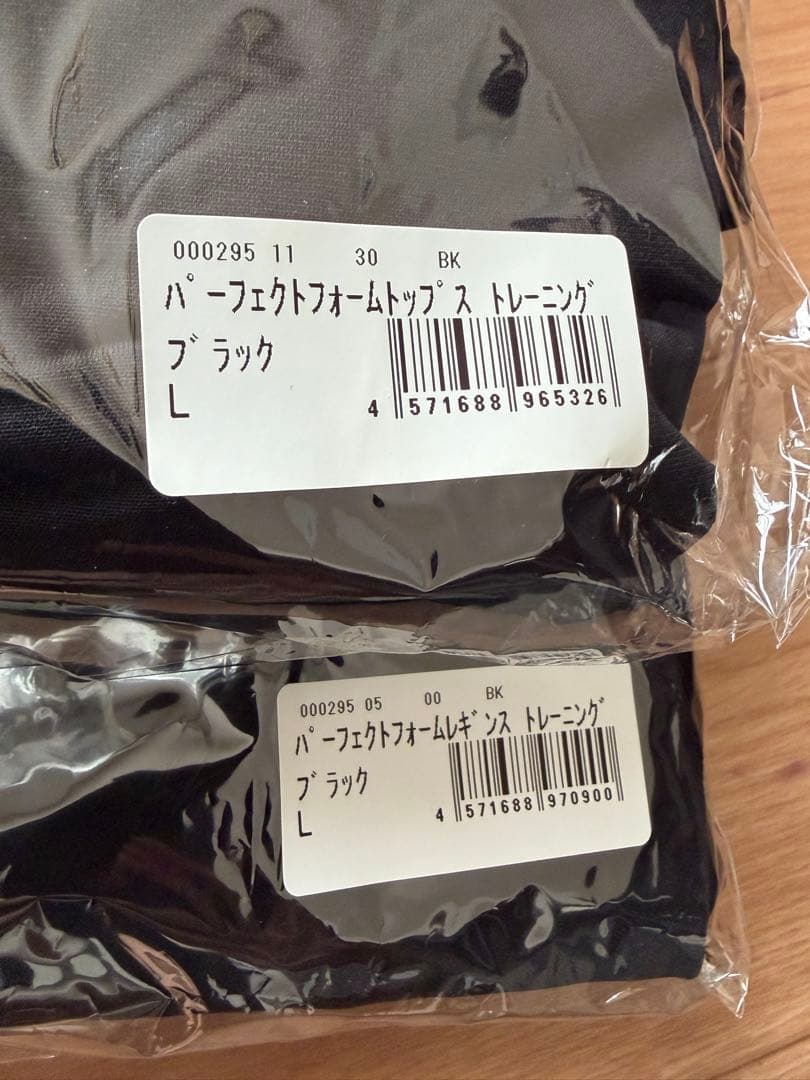 000295 11 30 BK
パーフェクトフォームトップス トレーニング
ブラック
L
4 571688 965326
000295 05 00 BK
パーフェクトフォームレギンス トレーニング
ブラック
L
4 571688 970900